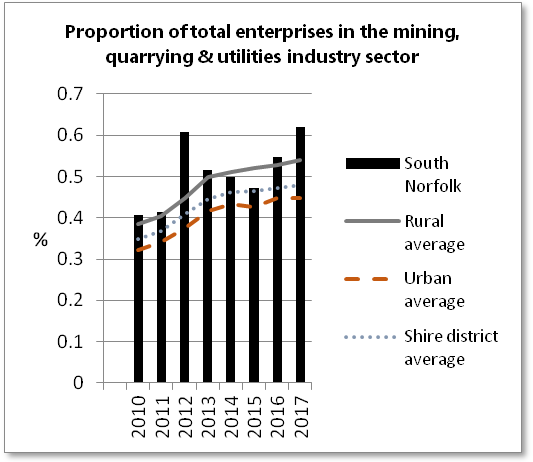 Proportion of total enterprises in the mining,
quarrying & utilities industry sector
0.7
0.6
0.5
0.4
0.3
0.2
0.1
0
%
2010
2011
2012
2013
2014
2015
2016
2017
South
Norfolk
Rural
average
Urban
average
Shire district
average